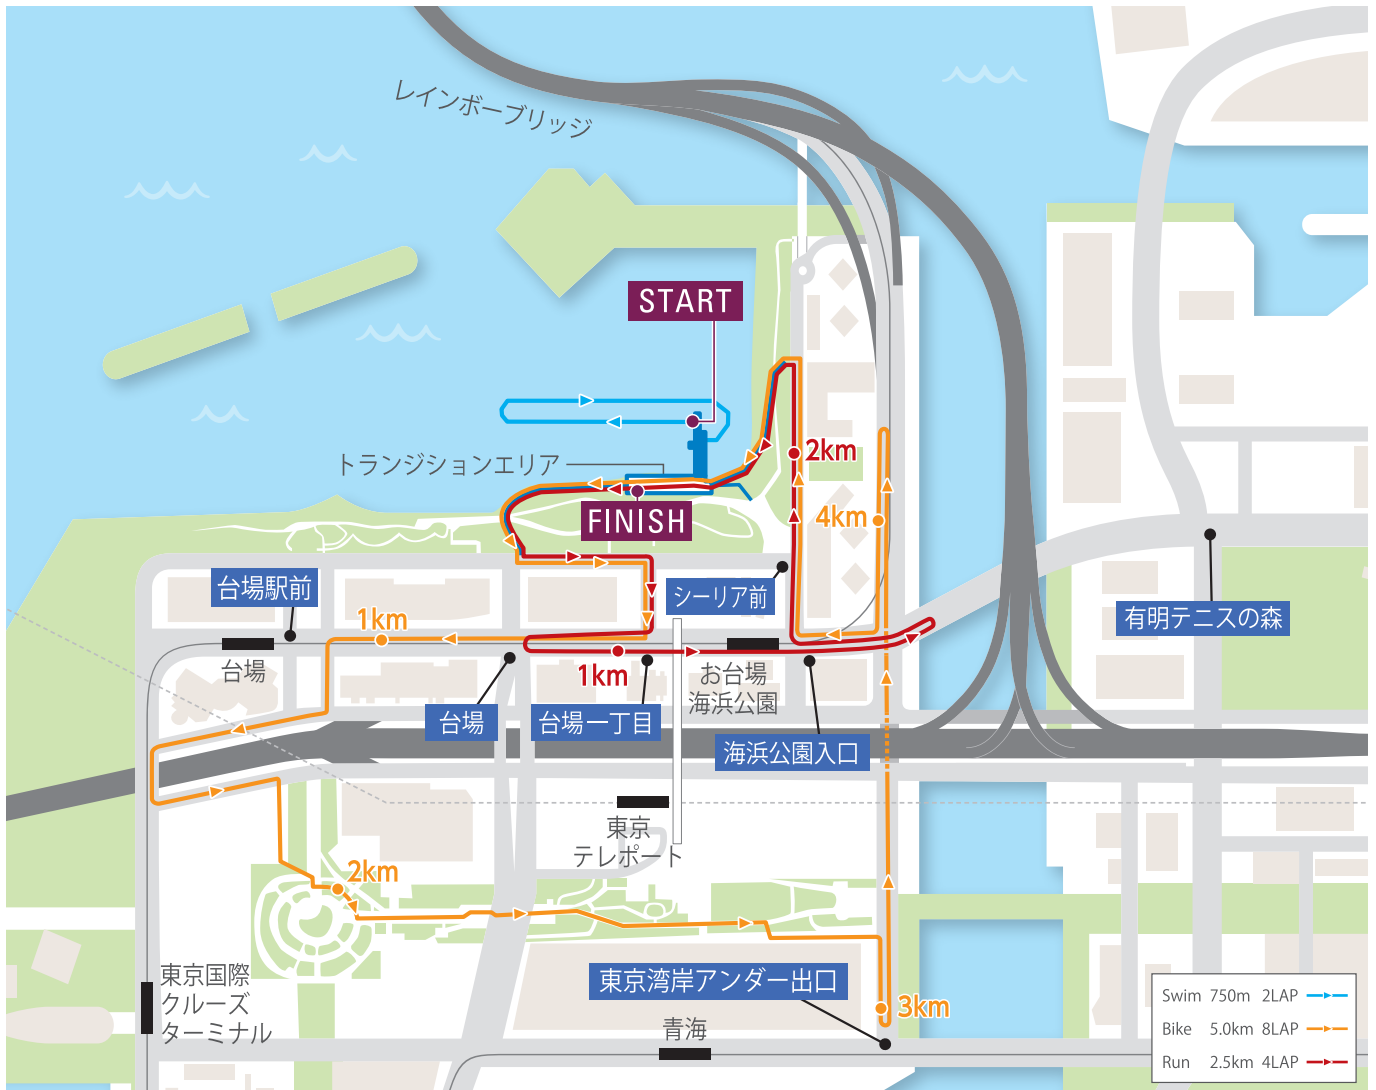 レインボーブリッジ
START
トランジションエリア
2km
FINISH
4km
台場駅前
シーリア前
有明テニスの森
1km
台場
1km
お台場
海浜公園
台場
台場一丁目
海浜公園入口
東京
テレポート
2km
東京国際
クルーズ
ターミナル
東京湾岸アンダー出口
3km
青海
Swim 750m 2LAP
Bike 5.0km 8LAP
Run 2.5km 4LAP